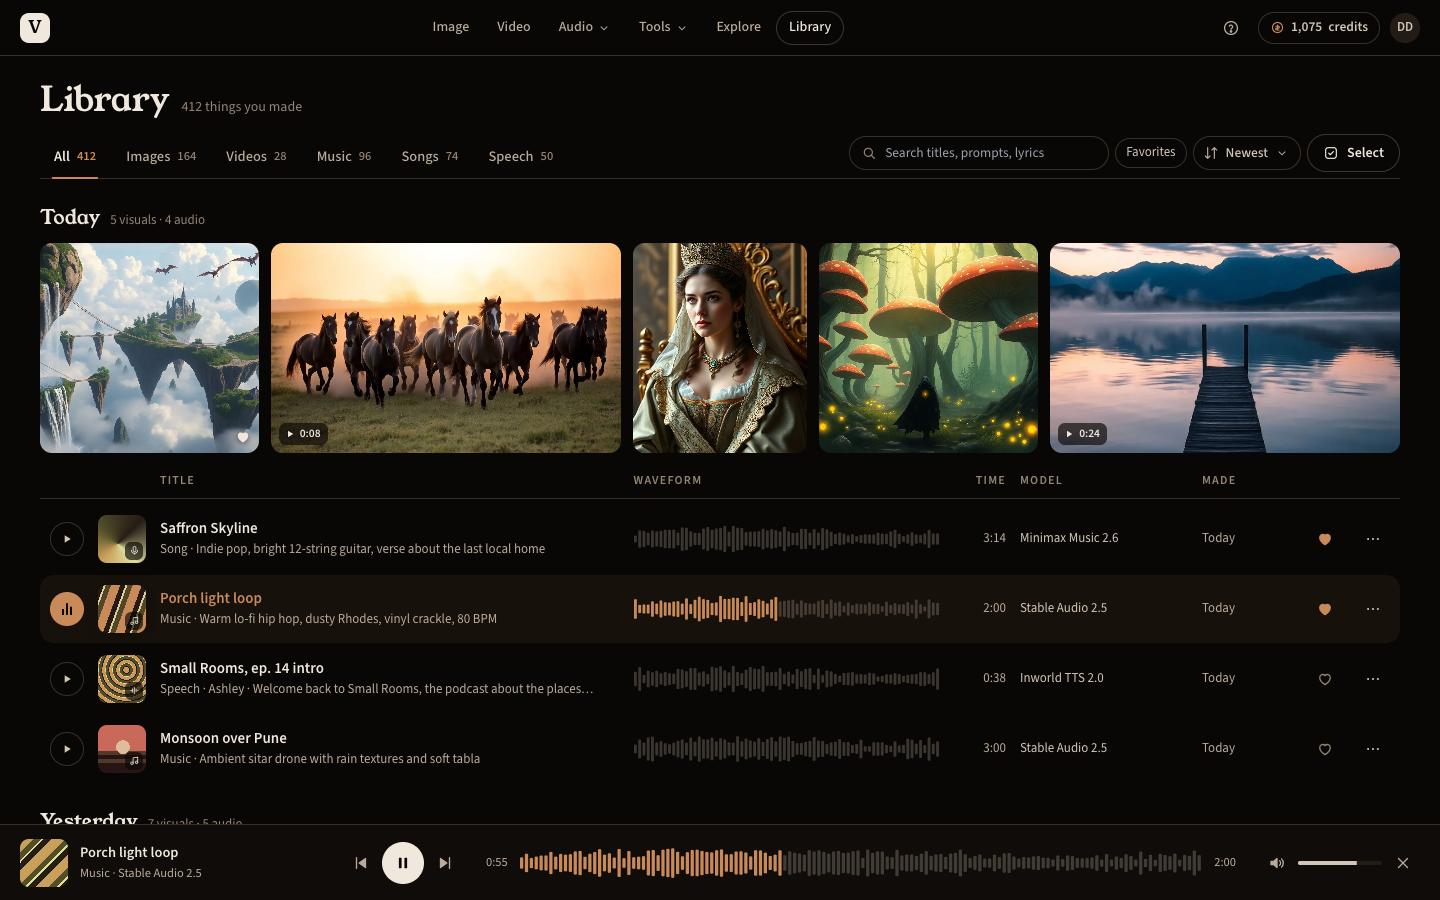 V
Image Video Audio Tools Explore Library
1,075 credits DD
Library 412 things you made
All 412 Images 164 Videos 28 Music 96 Songs 74 Speech 50
Search titles, prompts, lyrics Favorites Newest Select
Today 5 visuals · 4 audio
0:08
0:24
TITLE WAVEFORM TIME MODEL MADE
Saffron Skyline
Song · Indie pop, bright 12-string guitar, verse about the last local home
3:14 Minimax Music 2.6 Today
Porch light loop
Music · Warm lo-fi hip hop, dusty Rhodes, vinyl crackle, 80 BPM
2:00 Stable Audio 2.5 Today
Small Rooms, ep. 14 intro
Speech · Ashley · Welcome back to Small Rooms, the podcast about the places…
0:38 Inworld TTS 2.0 Today
Monsoon over Pune
Music · Ambient sitar drone with rain textures and soft tabla
3:00 Stable Audio 2.5 Today
Yesterday 7 visuals · 5 audio
Porch light loop
Music · Stable Audio 2.5
0:55 2:00